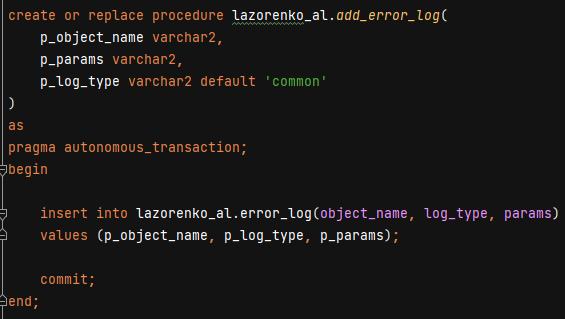 create or replace procedure lazorenko_al.add_error_log(
    p_object_name varchar2,
    p_params varchar2,
    p_log_type varchar2 default 'common'
)
as
pragma autonomous_transaction;
begin
    insert into lazorenko_al.error_log(object_name, log_type, params)
    values (p_object_name, p_log_type, p_params);
    commit;
end;